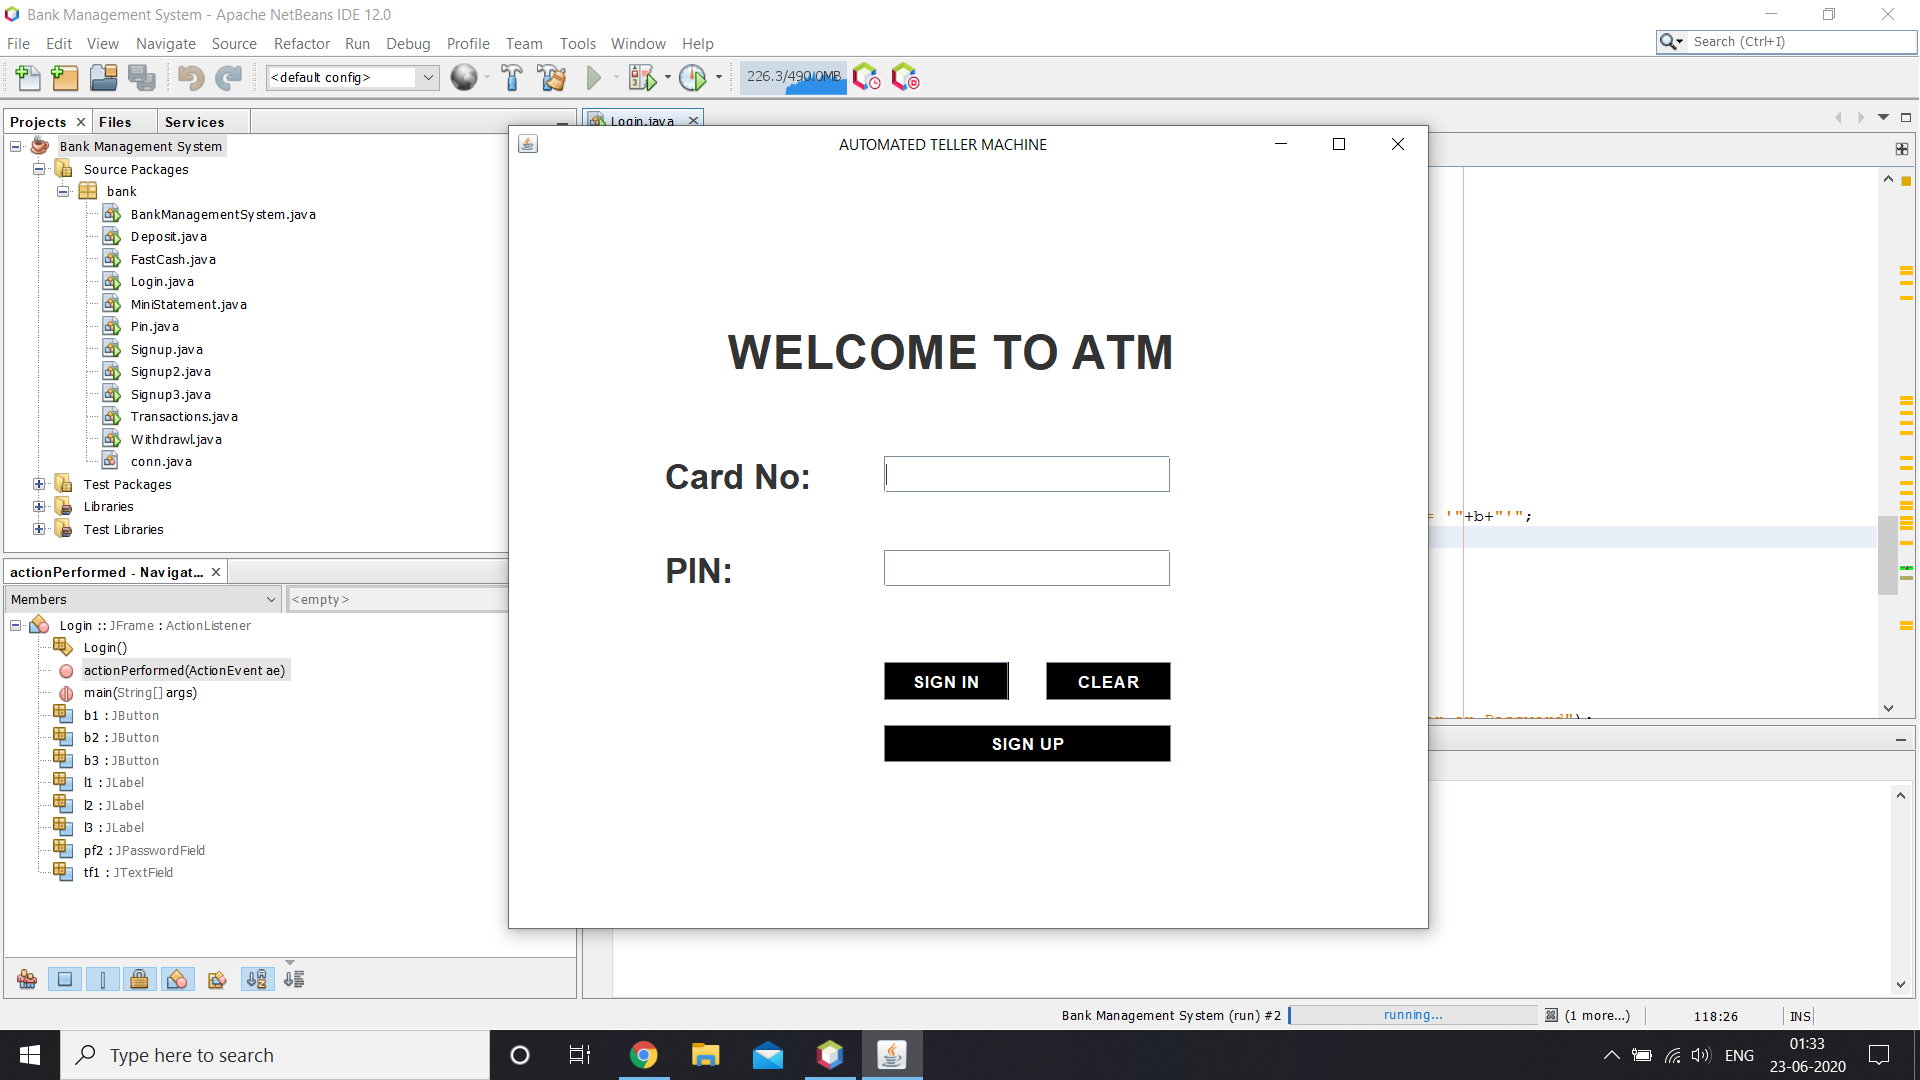 Bank Management System - Apache NetBeans IDE 12.0
File Edit View Navigate Source Refactor Run Debug Profile Team Tools Window Help
Search (Ctrl+I)
<default config>
226.3/490.0MB
Projects Files Services
Login.java
Bank Management System
Source Packages
bank
BankManagementSystem.java
Deposit.java
FastCash.java
Login.java
MiniStatement.java
Pin.java
Signup.java
Signup2.java
Signup3.java
Transactions.java
Withdrawl.java
conn.java
Test Packages
Libraries
Test Libraries
actionPerformed - Navigat...
Members
<empty>
Login :: JFrame : ActionListener
Login()
actionPerformed(ActionEvent ae)
main(String[] args)
b1 : JButton
b2 : JButton
b3 : JButton
l1 : JLabel
l2 : JLabel
l3 : JLabel
pf2 : JPasswordField
tf1 : JTextField
AUTOMATED TELLER MACHINE
WELCOME TO ATM
Card No:
PIN:
SIGN IN CLEAR
SIGN UP
= '"+b+"'";
or Password");
Bank Management System (run) #2 running... (1 more...) 118:26 INS
Type here to search
ENG
01:33
23-06-2020